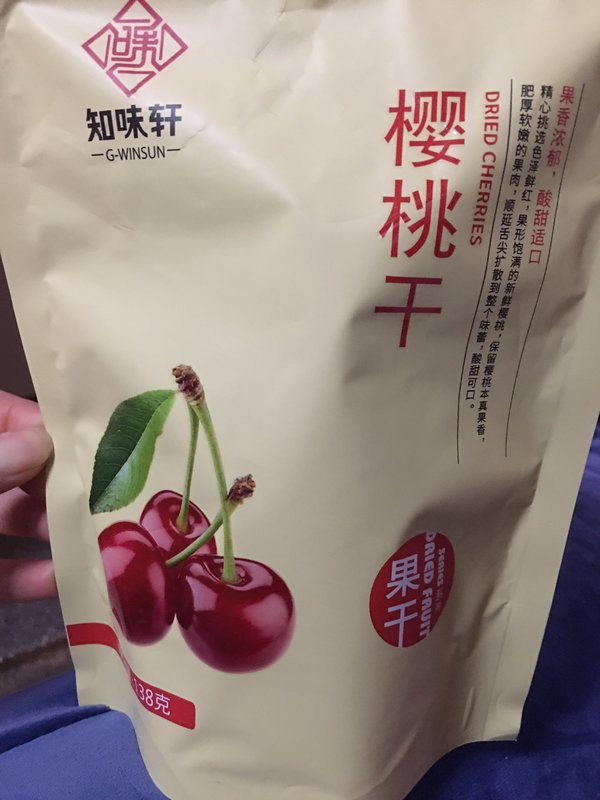 知味轩
G-WINSUN
樱桃干
DRIED CHERRIES
果香浓郁，酸甜适口
精心挑选色泽鲜红，果形饱满的新鲜樱桃，保留樱桃本真果香，
肥厚软嫩的果肉，顺延舌尖扩散到整个味蕾，酸甜可口。
SERIES
DRIED FRUIT
果干
138克